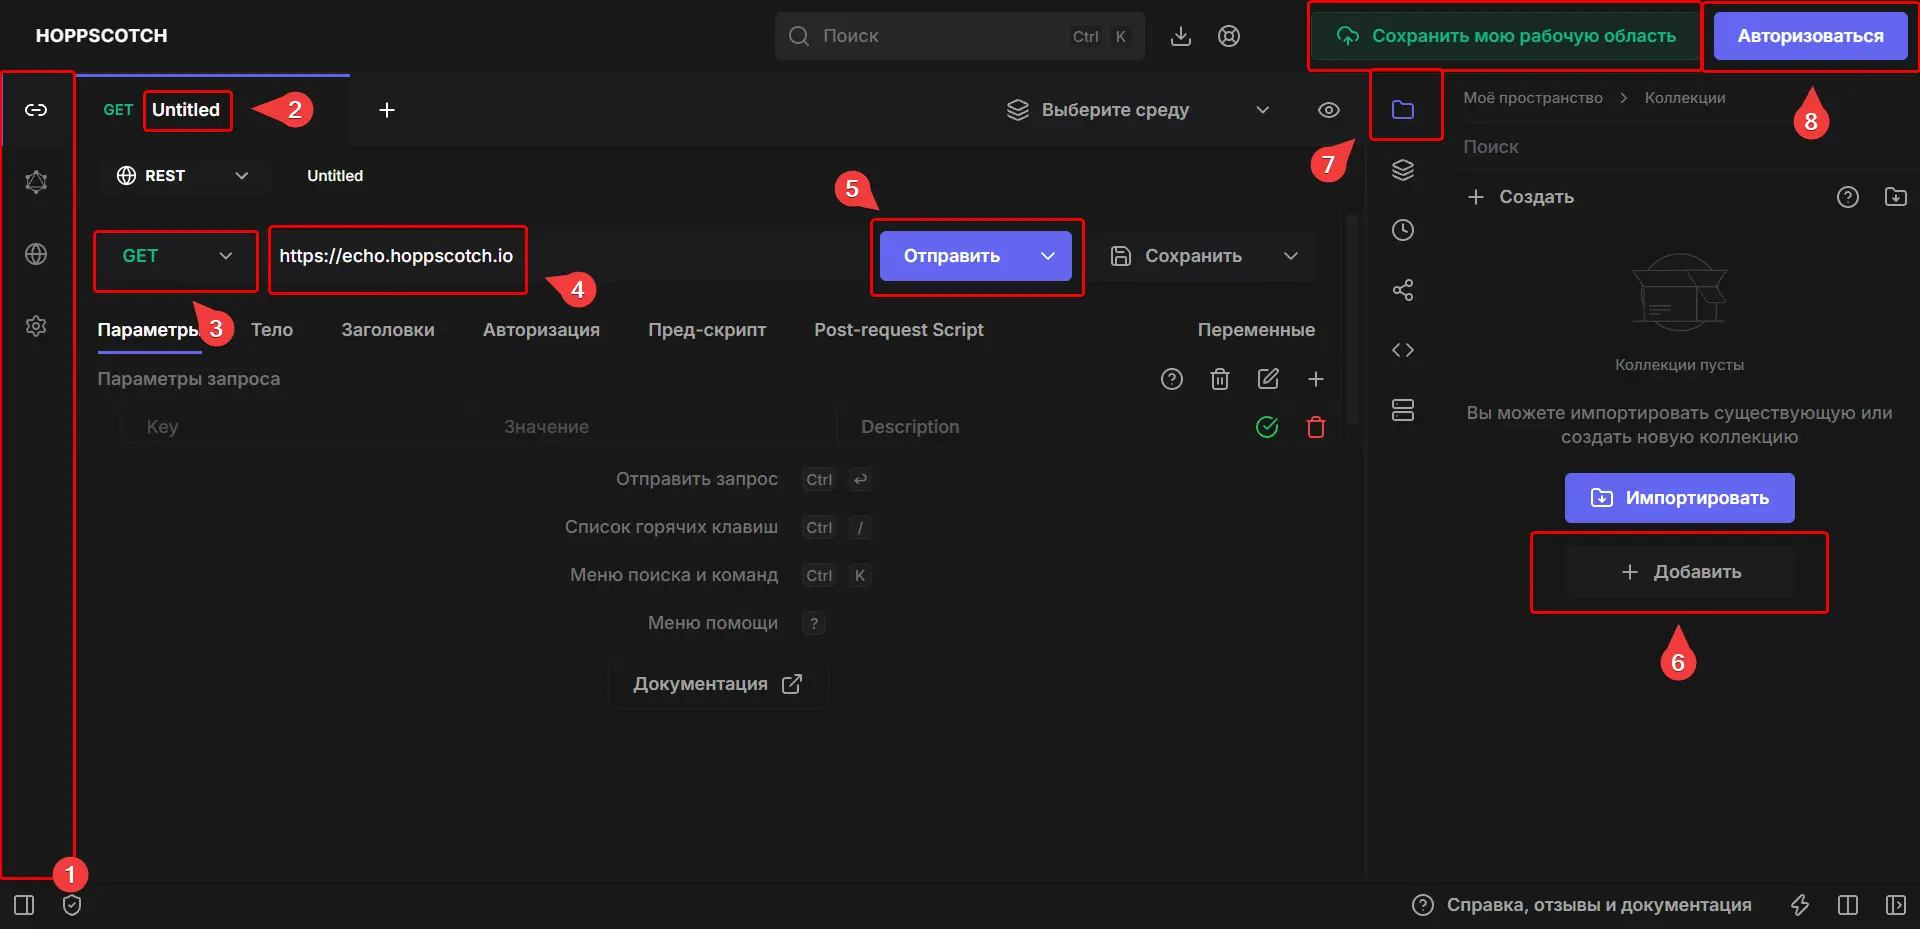 HOPPSCOTCH
Поиск Ctrl K
Сохранить мою рабочую область
Авторизоваться
GET Untitled
2
Выберите среду
Моё пространство > Коллекции
8
Поиск
7
REST Untitled
5
Создать
GET https://echo.hoppscotch.io Отправить Сохранить
4
3
Параметры Тело Заголовки Авторизация Пред-скрипт Post-request Script Переменные
Параметры запроса
Key Значение Description
Коллекции пусты
Вы можете импортировать существующую или
создать новую коллекцию
Отправить запрос Ctrl ↵
Список горячих клавиш Ctrl /
Меню поиска и команд Ctrl K
Меню помощи ?
Документация
Импортировать
Добавить
6
1
Справка, отзывы и документация